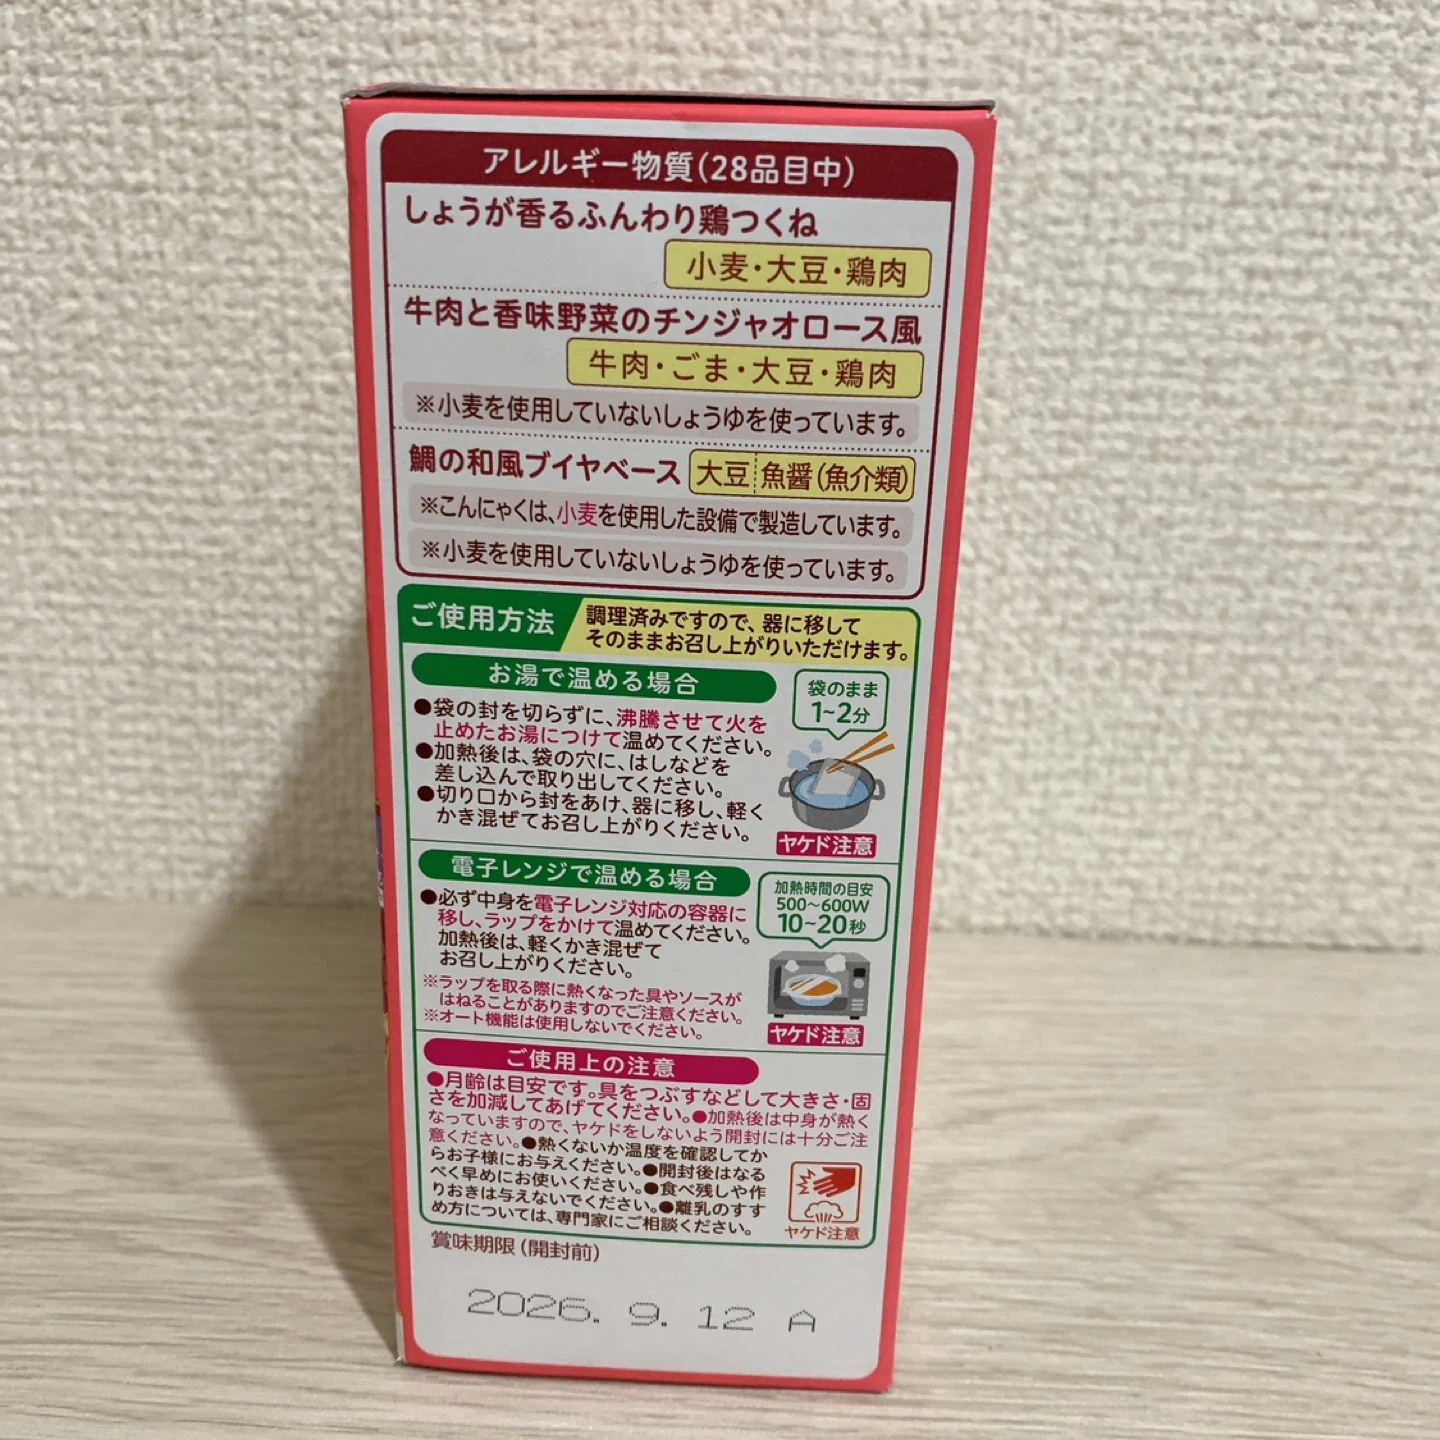 アレルギー物質(28品目中)
しょうが香るふんわり鶏つくね
小麦・大豆・鶏肉
牛肉と香味野菜のチンジャオロース風
牛肉・ごま・大豆・鶏肉
※小麦を使用していないしょうゆを使っています。
鯛の和風ブイヤベース 大豆 魚醤(魚介類)
※こんにゃくは、小麦を使用した設備で製造しています。
※小麦を使用していないしょうゆを使っています。
ご使用方法
調理済みですので、器に移して
そのままお召し上がりいただけます。
お湯で温める場合
袋のまま
1~2分
●袋の封を切らずに、沸騰させて火を
止めたお湯につけて温めてください。
●加熱後は、袋の穴に、はしなどを
差し込んで取り出してください。
●切り口から封をあけ、器に移し、軽く
かき混ぜてお召し上がりください。
ヤケド注意
電子レンジで温める場合
加熱時間の目安
500~600W
10~20秒
●必ず中身を電子レンジ対応の容器に
移し、ラップをかけて温めてください。
加熱後は、軽くかき混ぜて
お召し上がりください。
※ラップを取る際に熱くなった具やソースが
はねることがありますのでご注意ください。
※オート機能は使用しないでください。
ヤケド注意
ご使用上の注意
●月齢は目安です。具をつぶすなどして大きさ・固
さを加減してあげてください。●加熱後は中身が熱く
なっていますので、ヤケドをしないよう開封には十分ご注
意ください。●熱くないか温度を確認してか
らお子様にお与えください。●開封後はなる
べく早めにお使いください。●食べ残しや作
りおきは与えないでください。●離乳のすす
め方については、専門家にご相談ください。
ヤケド注意
賞味期限(開封前)
2026. 9. 12 A